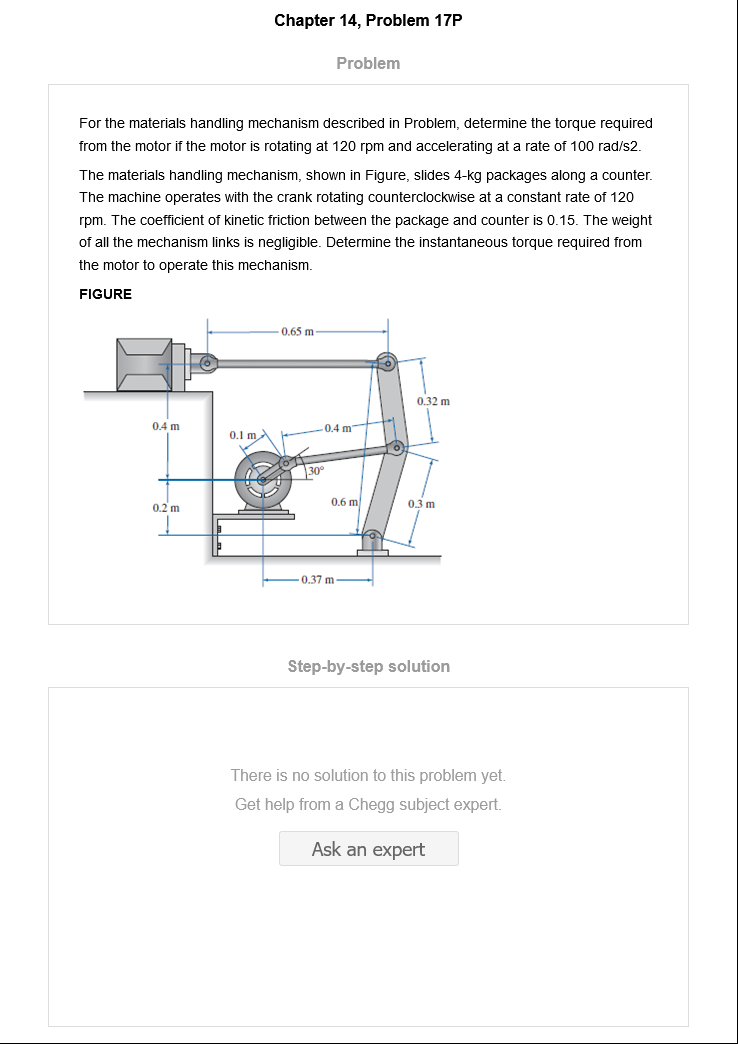 Chapter 14, Problem 17P
Problem
For the materials handling mechanism described in Problem, determine the torque required
from the motor if the motor is rotating at 120 rpm and accelerating at a rate of 100 rad/s2.
The materials handling mechanism, shown in Figure, slides 4-kg packages along a counter.
The machine operates with the crank rotating counterclockwise at a constant rate of 120
rpm. The coefficient of kinetic friction between the package and counter is 0.15. The weight
of all the mechanism links is negligible. Determine the instantaneous torque required from
the motor to operate this mechanism.
FIGURE
0.65 m
0.32 m
0.4 m
0.1 m
0.4 m
30°
0.2 m
0.6 m
0.3 m
0.37 m
Step-by-step solution
There is no solution to this problem yet.
Get help from a Chegg subject expert.
Ask an expert